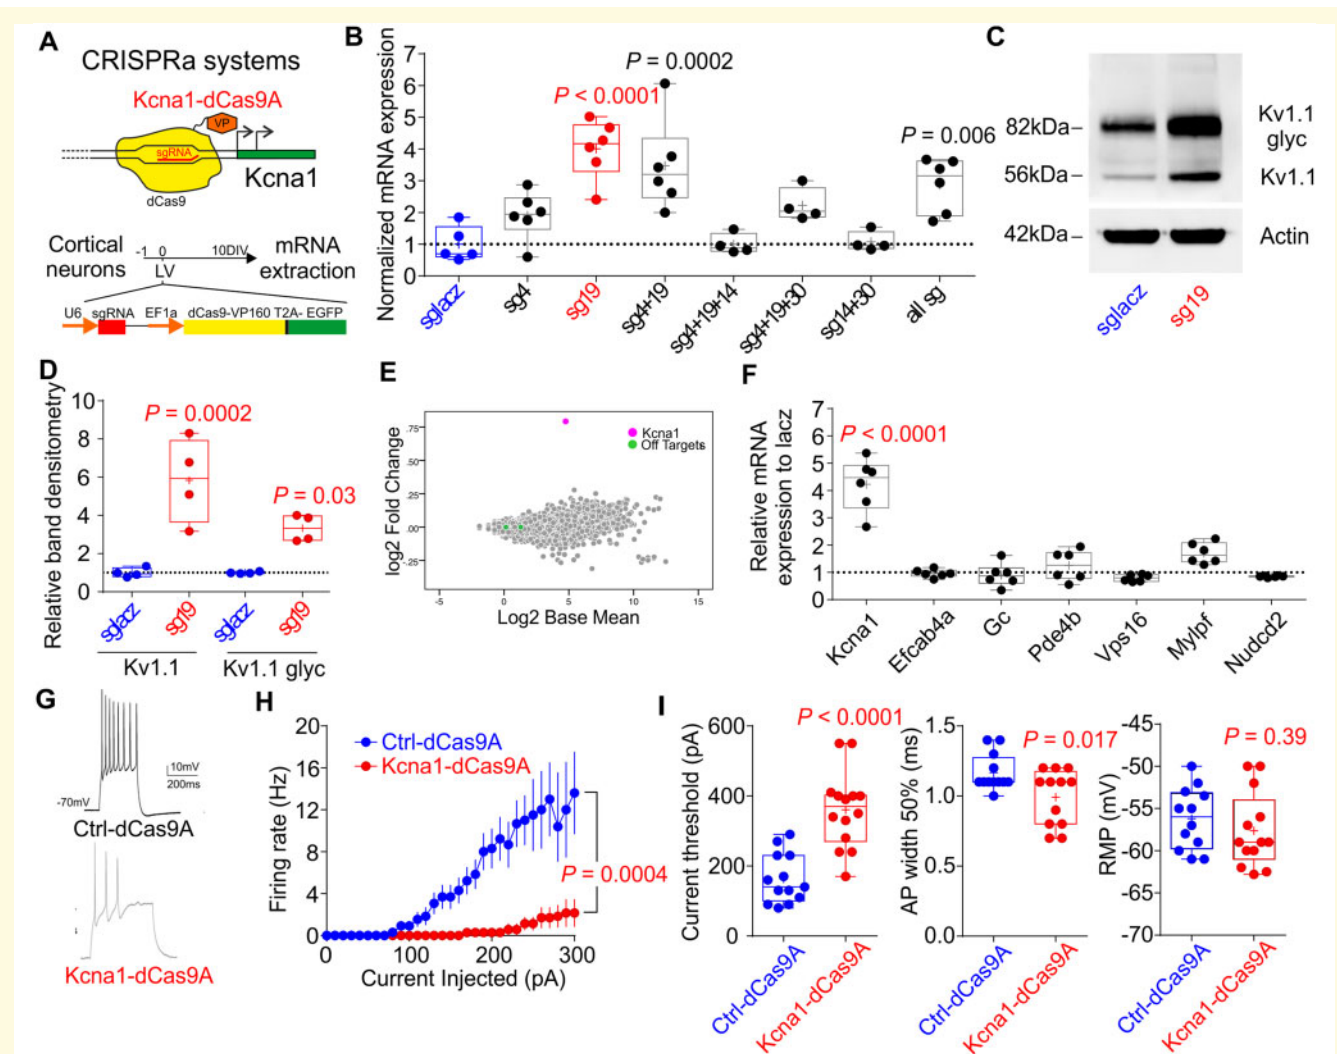 A
CRISPRa systems
Kcna1-dCas9A
VP
sgRNA
Kcna1
dCas9
Cortical
neurons
-1 0 10DIV
LV
mRNA
extraction
U6 sgRNA EF1a dCas9-VP160 T2A- EGFP
B
Normalized mRNA expression
7
6
5
4
3
2
1
0
P < 0.0001
P = 0.0002
P = 0.006
sglacz
sg4
sg19
sg4+19
sg4+19+14
sg4+19+30
sg14+30
all sg
C
82kDa–
56kDa–
42kDa–
Kv1.1
glyc
Kv1.1
Actin
sglacz
sg19
D
Relative band densitometry
10
8
6
4
2
0
P = 0.0002
P = 0.03
sglacz
sg19
sglacz
sg19
Kv1.1
Kv1.1 glyc
E
log2 Fold Change
.75
.50
.25
.00
-.25
Kcna1
Off Targets
-5 0 5 10 15
Log2 Base Mean
F
Relative mRNA
expression to lacz
7
6
5
4
3
2
1
0
P < 0.0001
Kcna1
Efcab4a
Gc
Pde4b
Vps16
Mylpf
Nudcd2
G
10mV
200ms
-70mV
Ctrl-dCas9A
Kcna1-dCas9A
H
Firing rate (Hz)
20
16
12
8
4
0
Ctrl-dCas9A
Kcna1-dCas9A
P = 0.0004
0 100 200 300
Current Injected (pA)
I
Current threshold (pA)
600
400
200
0
P < 0.0001
Ctrl-dCas9A
Kcna1-dCas9A
AP width 50% (ms)
1.5
1.0
0.5
0.0
P = 0.017
Ctrl-dCas9A
Kcna1-dCas9A
RMP (mV)
-45
-50
-55
-60
-65
-70
P = 0.39
Ctrl-dCas9A
Kcna1-dCas9A